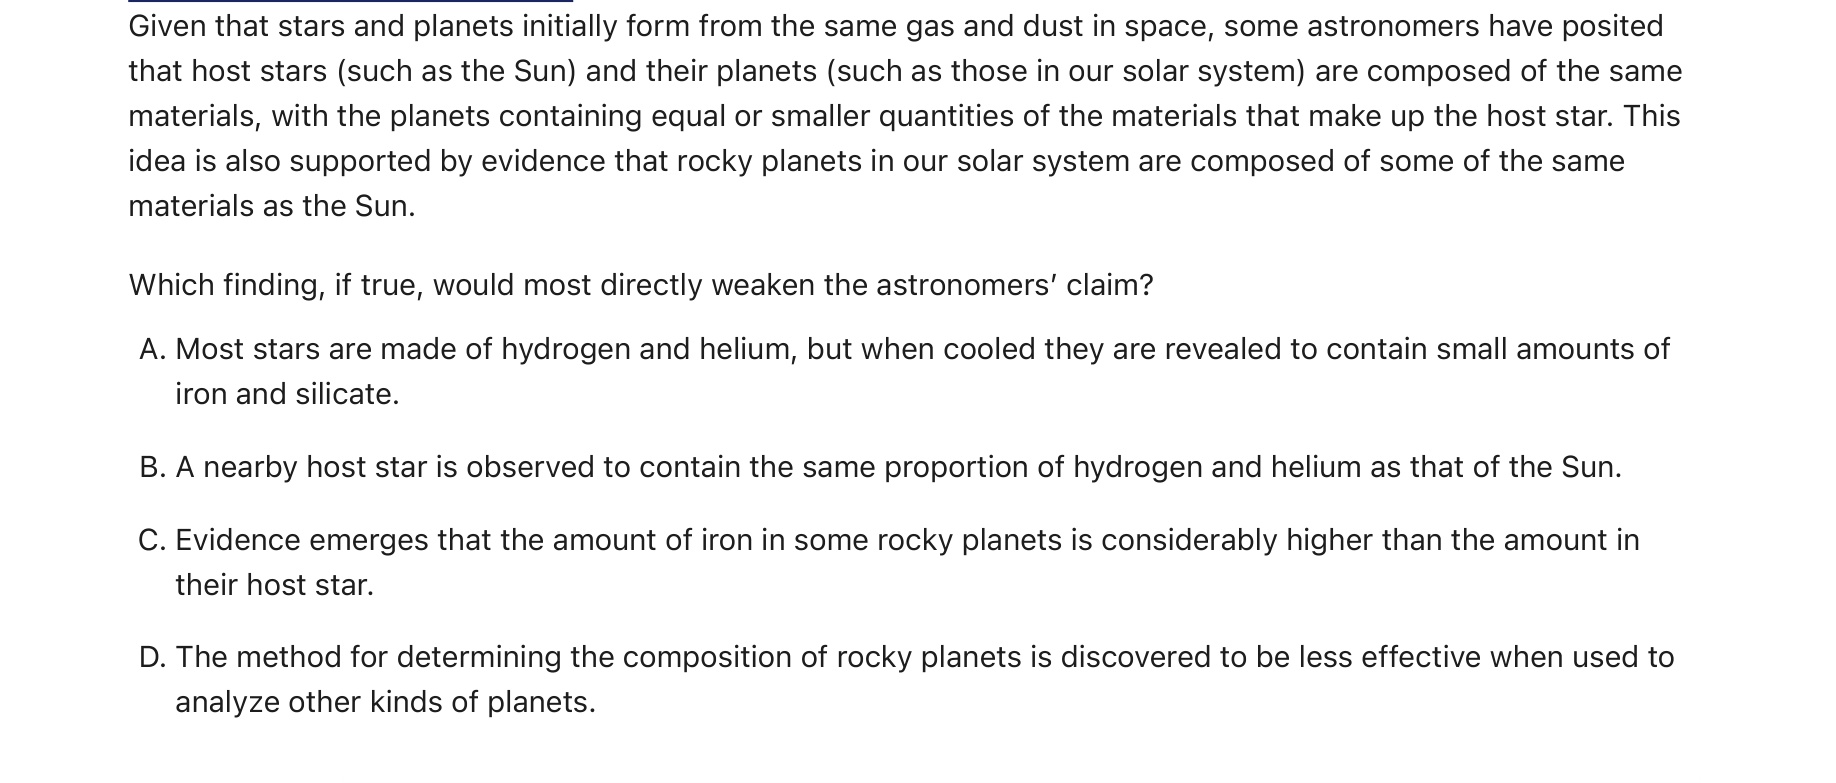 Given that stars and planets initially form from the same gas and dust in space, some astronomers have posited
that host stars (such as the Sun) and their planets (such as those in our solar system) are composed of the same
materials, with the planets containing equal or smaller quantities of the materials that make up the host star. This
idea is also supported by evidence that rocky planets in our solar system are composed of some of the same
materials as the Sun.
Which finding, if true, would most directly weaken the astronomers’ claim?
A. Most stars are made of hydrogen and helium, but when cooled they are revealed to contain small amounts of
iron and silicate.
B. A nearby host star is observed to contain the same proportion of hydrogen and helium as that of the Sun.
C. Evidence emerges that the amount of iron in some rocky planets is considerably higher than the amount in
their host star.
D. The method for determining the composition of rocky planets is discovered to be less effective when used to
analyze other kinds of planets.